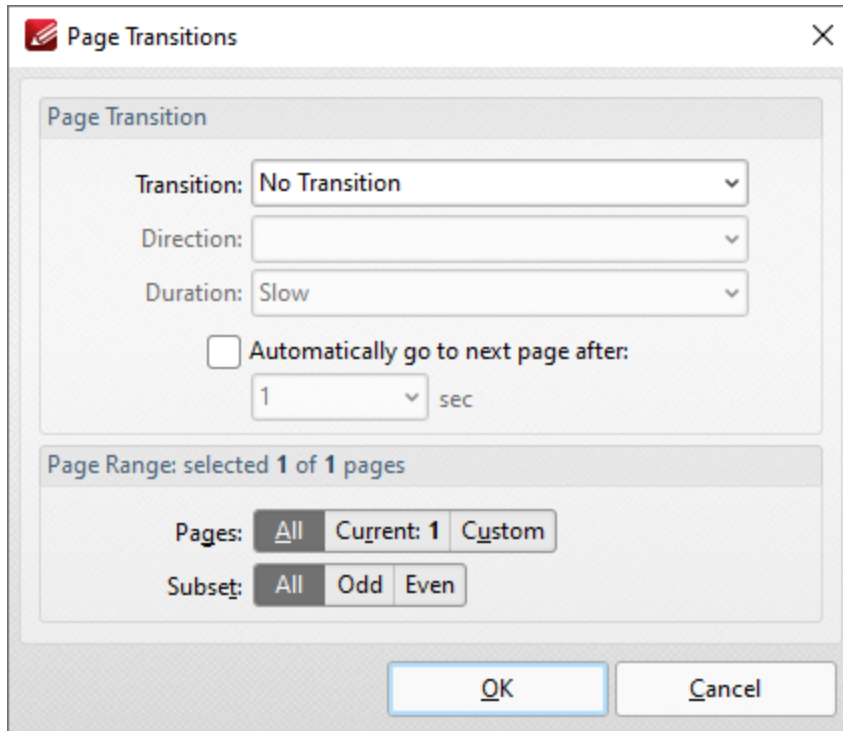 Page Transitions
Page Transition
Transition: No Transition
Direction:
Duration: Slow
Automatically go to next page after:
1 sec
Page Range: selected 1 of 1 pages
Pages: All Current: 1 Custom
Subset: All Odd Even
OK Cancel